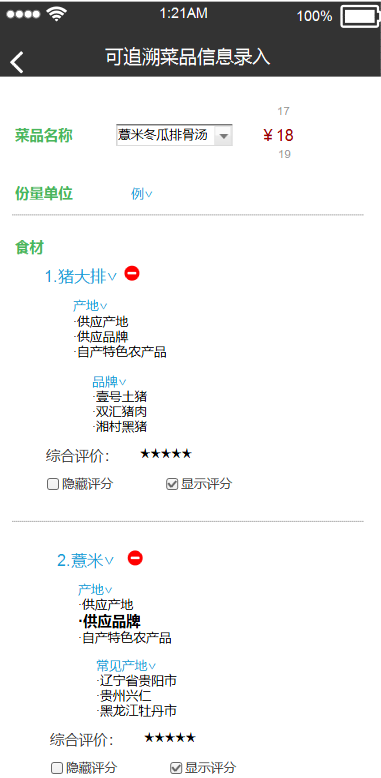 1:21AM 100%
可追溯菜品信息录入
17
菜品名称 薏米冬瓜排骨汤 ¥18
19
份量单位 例∨
食材
1.猪大排∨
产地∨
·供应产地
·供应品牌
·自产特色农产品
品牌∨
·壹号土猪
·双汇猪肉
·湘村黑猪
综合评价: ★★★★★
隐藏评分 显示评分
2.薏米∨
产地∨
·供应产地
·供应品牌
·自产特色农产品
常见产地∨
·辽宁省贵阳市
·贵州兴仁
·黑龙江牡丹市
综合评价: ★★★★★
隐藏评分 显示评分